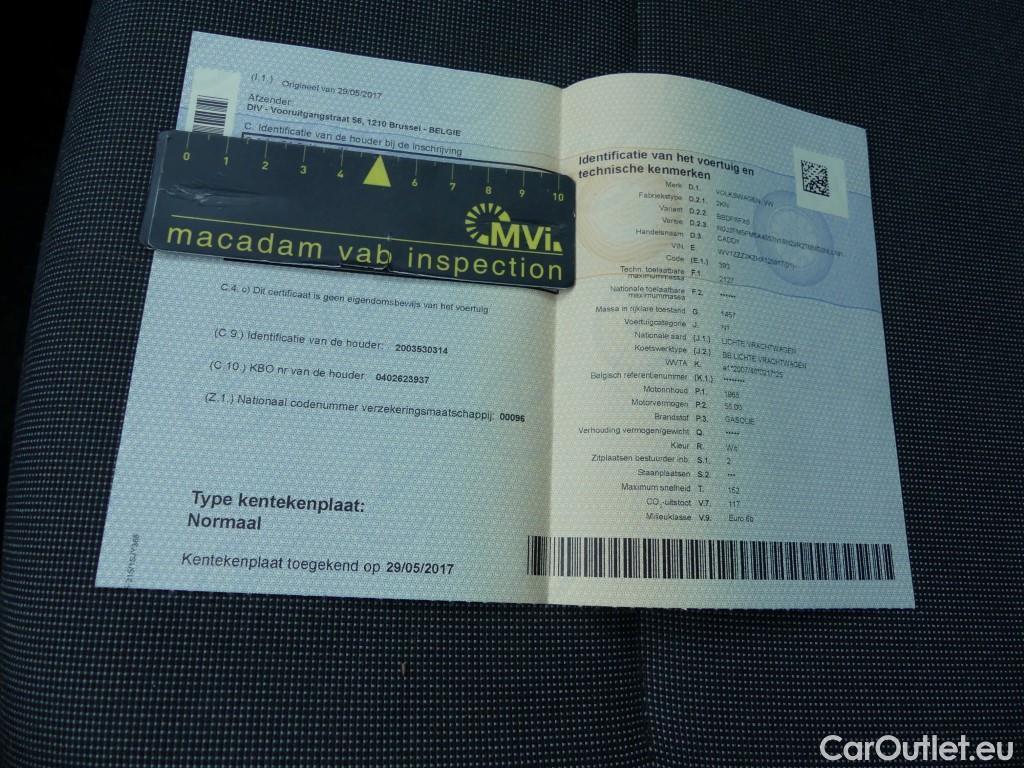 (I.1.) Origineel van 29/05/2017
Afzender:
DIV - Vooruitgangstraat 56, 1210 Brussel - BELGIE
C. Identificatie van de houder bij de inschrijving
0 1 2 3 4 6 7 8 9 10
MVi.
macadam vab inspection
C.4. c) Dit certificaat is geen eigendomsbewijs van het voertuig
(C 9.) Identificatie van de houder: 2003530314
(C 10.) KBO nr van de houder: 0402623937
(Z.1.) Nationaal codenummer verzekeringsmaatschappij: 00096
Type kentekenplaat:
Normaal
Kentekenplaat toegekend op 29/05/2017
Identificatie van het voertuig en
technische kenmerken
Merk D.1. VOLKSWAGEN, VW
Fabriekstype D.2.1. 2KN
Variant D.2.2.
Versie D.2.3.
Handelsnaam D.3. CADDY
VIN. E.
Code (E.1.) 393
Techn. toelaatbare
maximummassa F.1.
Nationale toelaatbare
maximummassa F.2. ******
Massa in rijklare toestand G. 1457
Voertuigcategorie J. N1
Nationale aard (J.1.) LICHTE VRACHTWAGEN
Koetswerktype (J.2.) BE LICHTE VRACHTWAGEN
WVTA K. e1*2007/46*0217*25
Belgisch referentienummer (K.1.) ********
Motorinhoud P.1. 1968
Motorvermogen P.2. 55.00
Brandstof P.3. GASOLIE
Verhouding vermogen/gewicht Q. *****
Kleur R. Wit
Zitplaatsen bestuurder inb. S.1. 2
Staanplaatsen S.2. ***
Maximum snelheid T. 152
CO₂-uitstoot V.7. 117
Milieuklasse V.9. Euro 6b
CarOutlet.eu